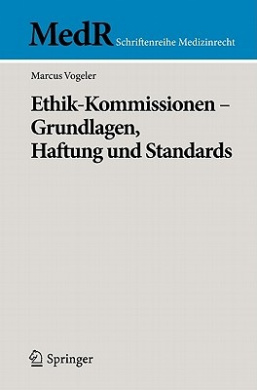 MedR Schriftenreihe Medizinrecht
Marcus Vogeler
Ethik-Kommissionen –
Grundlagen,
Haftung und Standards
Springer